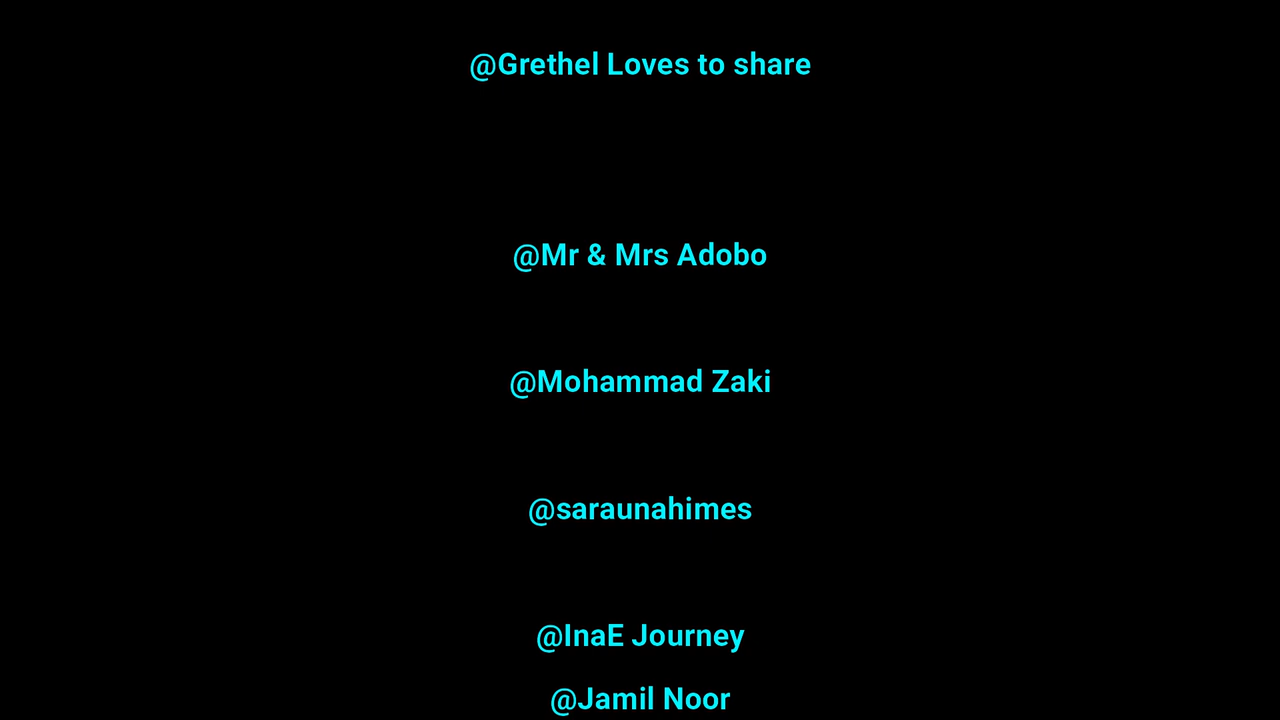 @Grethel Loves to share
@Mr & Mrs Adobo
@Mohammad Zaki
@saraunahimes
@InaE Journey
@Jamil Noor